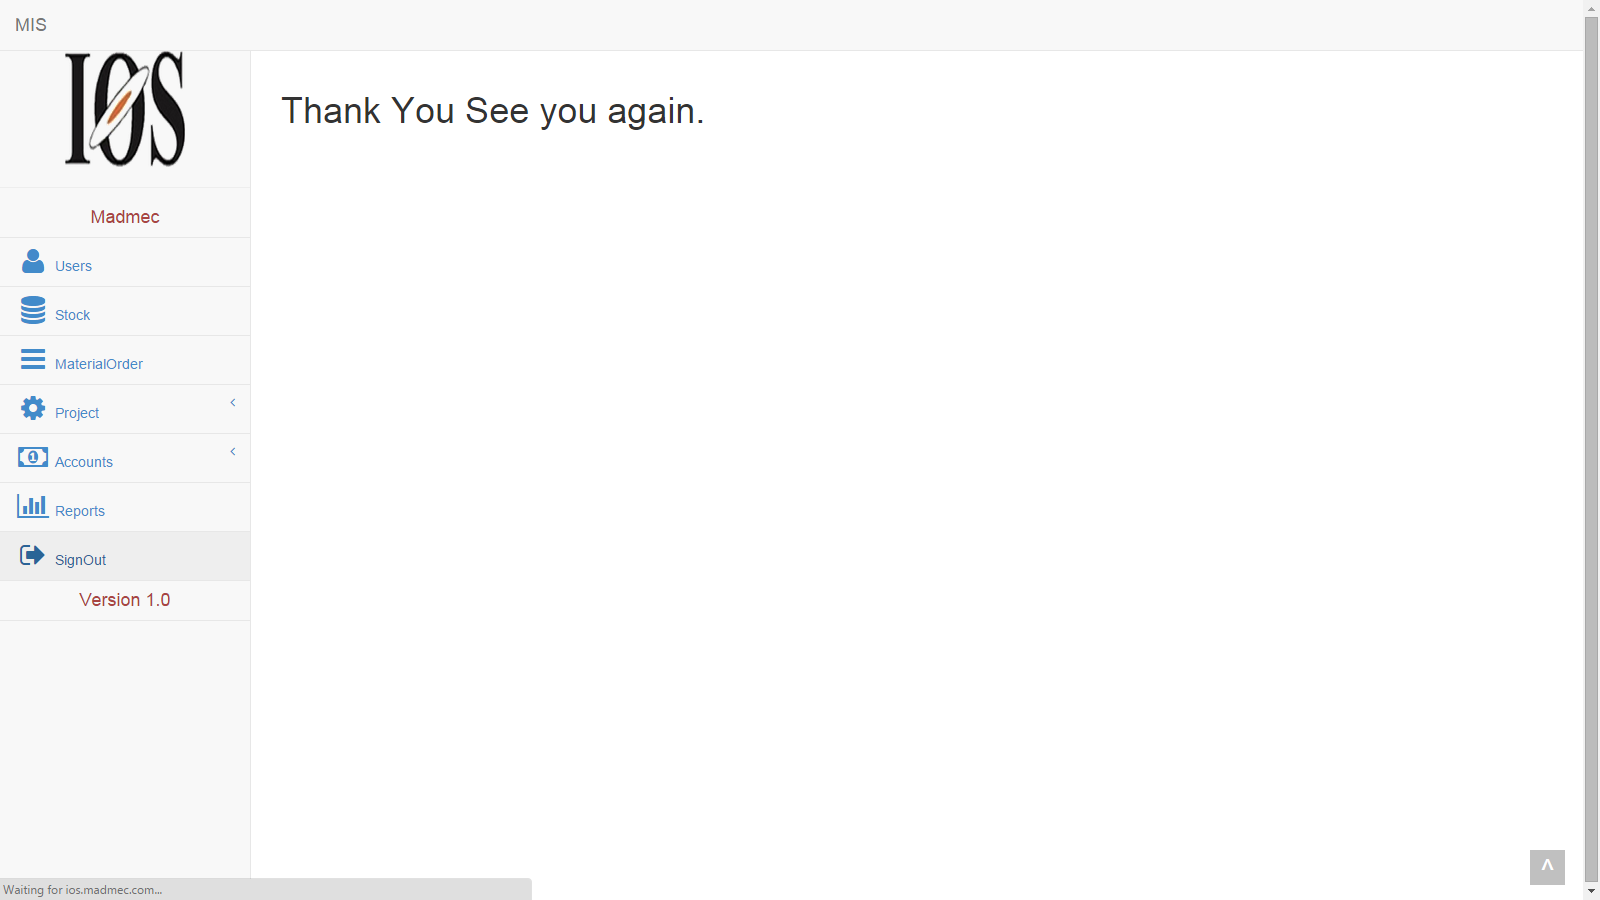 MIS
IOS
Thank You See you again.
Madmec
Users
Stock
MaterialOrder
Project
Accounts
Reports
SignOut
Version 1.0
^
Waiting for ios.madmec.com...